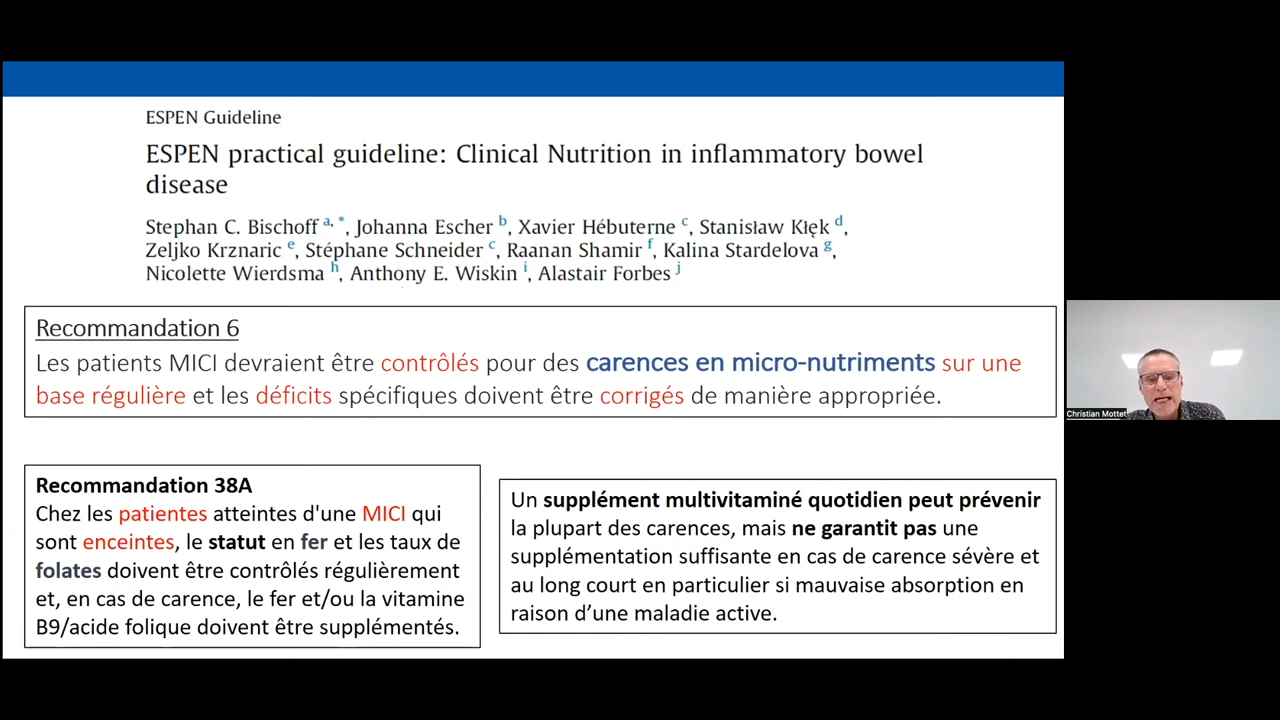 ESPEN Guideline
ESPEN practical guideline: Clinical Nutrition in inflammatory bowel
disease
Stephan C. Bischoff a, *, Johanna Escher b, Xavier Hébuterne c, Stanisław Kłęk d,
Zeljko Krznaric e, Stéphane Schneider c, Raanan Shamir f, Kalina Stardelova g,
Nicolette Wierdsma h, Anthony E. Wiskin i, Alastair Forbes j
Recommandation 6
Les patients MICI devraient être contrôlés pour des carences en micro-nutriments sur une
base régulière et les déficits spécifiques doivent être corrigés de manière appropriée.
Recommandation 38A
Chez les patientes atteintes d'une MICI qui
sont enceintes, le statut en fer et les taux de
folates doivent être contrôlés régulièrement
et, en cas de carence, le fer et/ou la vitamine
B9/acide folique doivent être supplémentés.
Un supplément multivitaminé quotidien peut prévenir
la plupart des carences, mais ne garantit pas une
supplémentation suffisante en cas de carence sévère et
au long court en particulier si mauvaise absorption en
raison d’une maladie active.
Christian Mottet